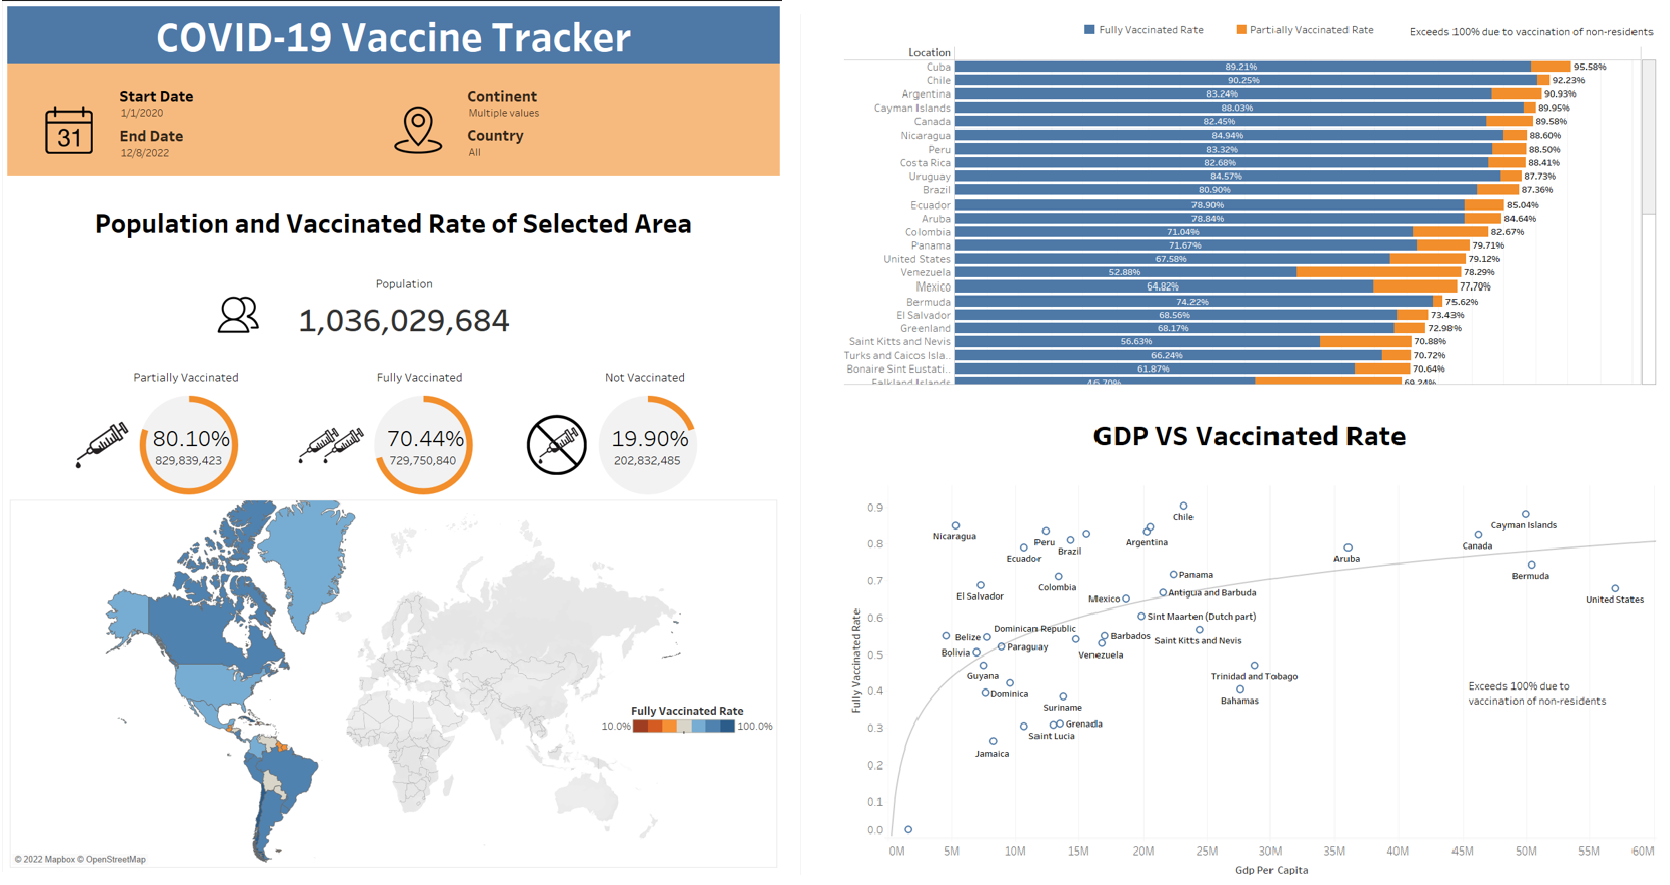 COVID-19 Vaccine Tracker
31
Start Date
1/1/2020
End Date
12/8/2022
Continent
Multiple values
Country
All
Population and Vaccinated Rate of Selected Area
Population
1,036,029,684
Partially Vaccinated
80.10%
829,839,423
Fully Vaccinated
70.44%
729,750,840
Not Vaccinated
19.90%
202,832,485
Fully Vaccinated Rate
10.0% 100.0%
© 2022 Mapbox © OpenStreetMap
Fully Vaccinated Rate Partially Vaccinated Rate Exceeds 100% due to vaccination of non-residents
Location
Cuba 89.21% 95.58%
Chile 90.25% 92.23%
Argentina 83.24% 90.93%
Cayman Islands 88.03% 89.95%
Canada 82.45% 89.58%
Nicaragua 84.94% 88.60%
Peru 83.32% 88.50%
Costa Rica 82.68% 88.41%
Uruguay 84.57% 87.73%
Brazil 80.90% 87.36%
Ecuador 78.90% 85.04%
Aruba 78.84% 84.64%
Colombia 71.04% 82.67%
Panama 71.67% 79.71%
United States 67.58% 79.12%
Venezuela 52.88% 78.29%
México 77.70%
Bermuda 74.22% 75.62%
El Salvador 68.56% 73.43%
Greenland 68.17% 72.98%
Saint Kitts and Nevis 56.63% 70.88%
Turks and Caicos Isla.. 66.24% 70.72%
Bonaire Sint Eustati.. 61.87% 70.64%
Falkland Islands 46.70% 69.24%
GDP VS Vaccinated Rate
Fully Vaccinated Rate
0.9
0.8
0.7
0.6
0.5
0.4
0.3
0.2
0.1
0.0
Chile
Cayman Islands
Nicaragua
Peru
Argentina
Canada
Brazil
Ecuador
Aruba
Bermuda
Panama
Colombia
Antigua and Barbuda
El Salvador
Mexico
United States
Sint Maarten (Dutch part)
Dominican Republic
Belize
Barbados
Saint Kitts and Nevis
Bolivia
Paraguay
Venezuela
Guyana
Trinidad and Tobago
Dominica
Bahamas
Suriname
Grenada
Saint Lucia
Jamaica
Exceeds 100% due to
vaccination of non-residents
0M 5M 10M 15M 20M 25M 30M 35M 40M 45M 50M 55M 60M
Gdp Per Capita